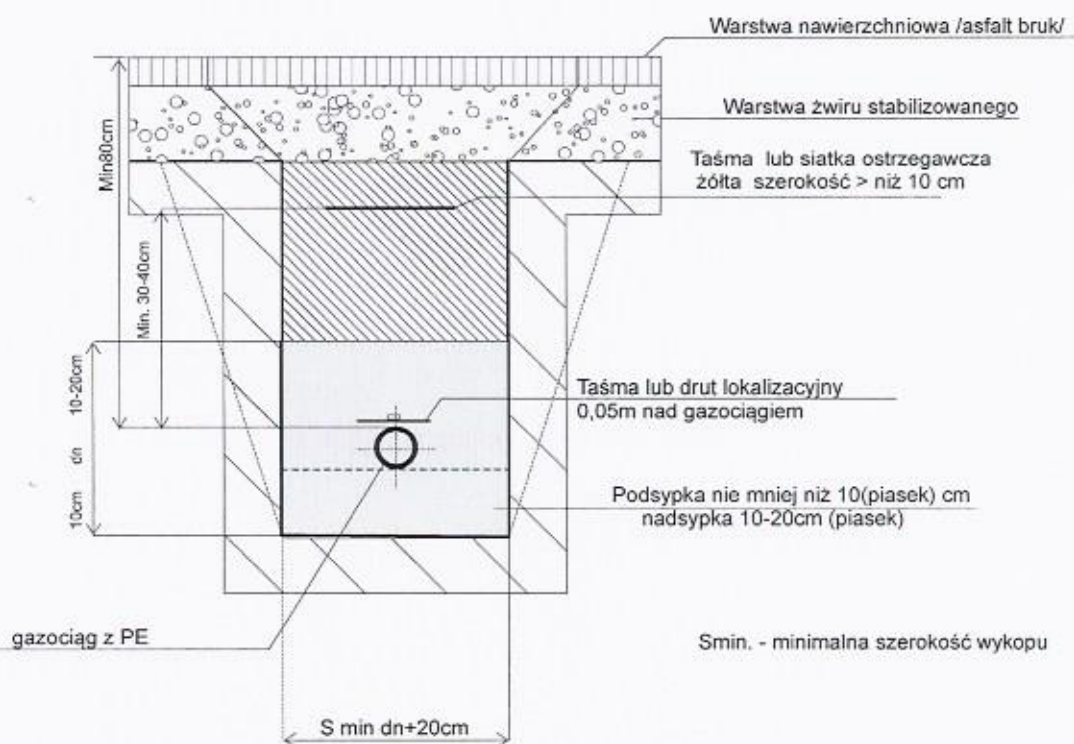 Warstwa nawierzchniowa /asfalt bruk/
Warstwa żwiru stabilizowanego
Taśma lub siatka ostrzegawcza
żółta szerokość > niż 10 cm
Min80cm
Min. 30-40cm
10-20cm
dn
10cm
Taśma lub drut lokalizacyjny
0,05m nad gazociągiem
Podsypka nie mniej niż 10(piasek) cm
nadsypka 10-20cm (piasek)
gazociąg z PE
Smin. - minimalna szerokość wykopu
S min dn+20cm